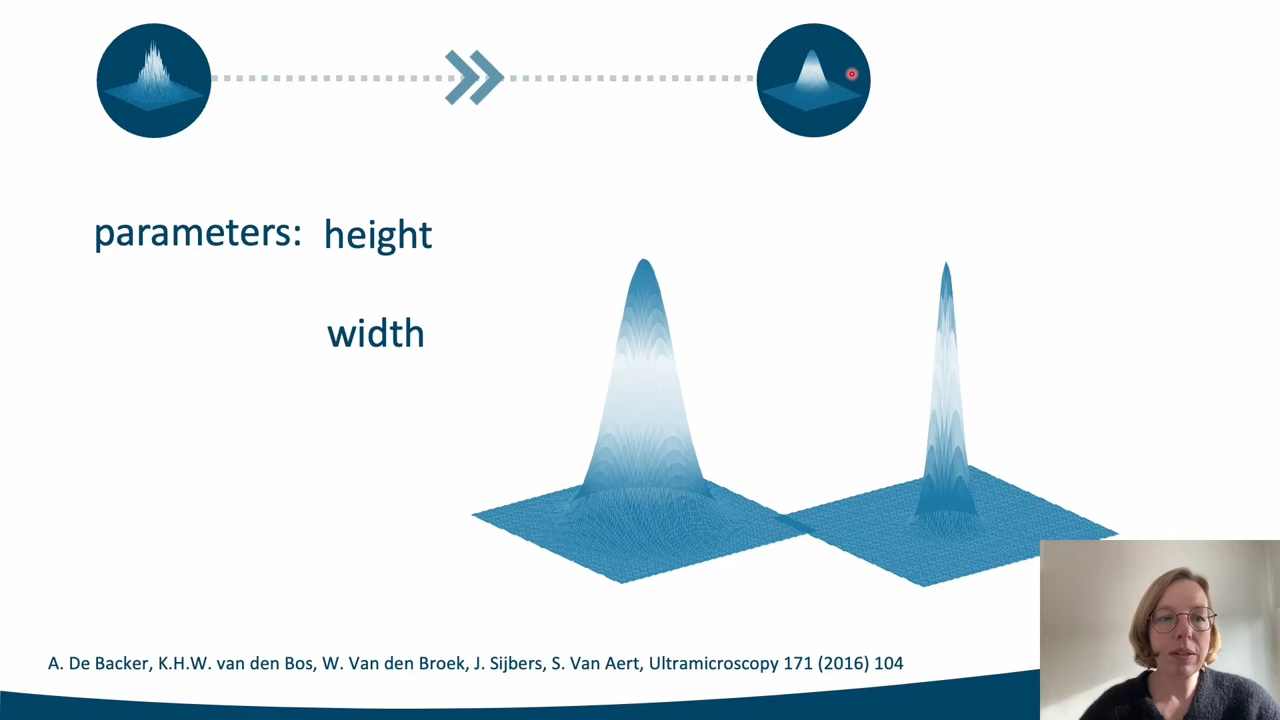 parameters: height
width
A. De Backer, K.H.W. van den Bos, W. Van den Broek, J. Sijbers, S. Van Aert, Ultramicroscopy 171 (2016) 104